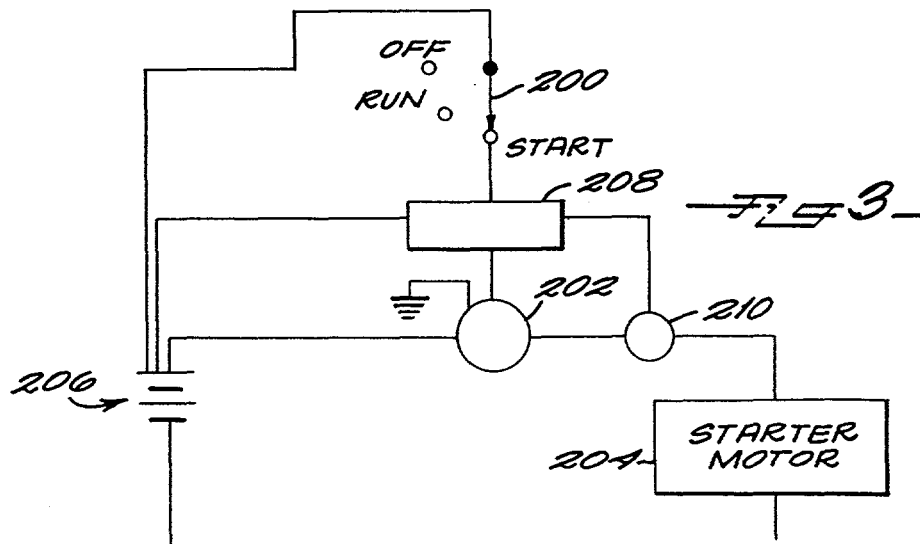 OFF
200
RUN
START
208
Fig 3
202
210
206
STARTER
MOTOR
204